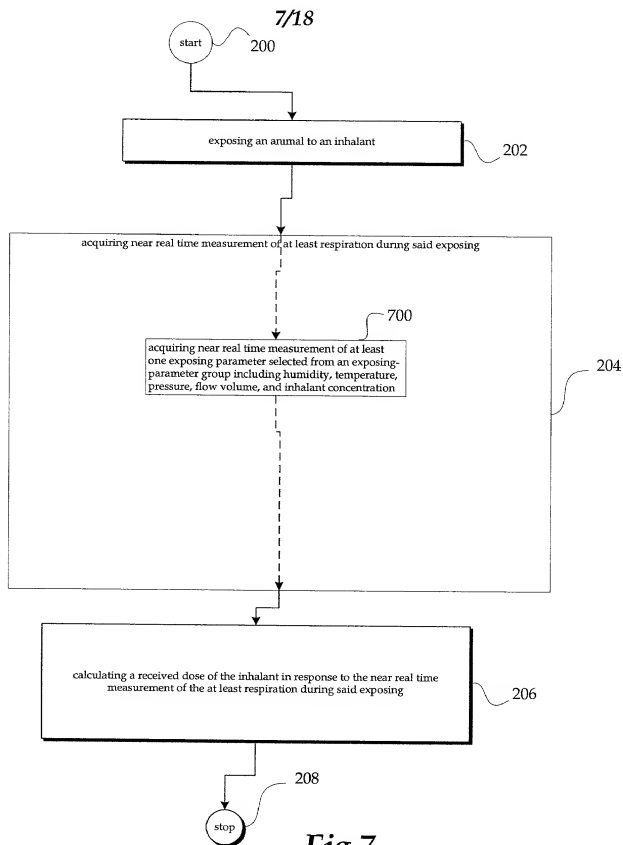 7/18
start
200
exposing an animal to an inhalant
202
acquiring near real time measurement of at least respiration during said exposing
700
acquiring near real time measurement of at least
one exposing parameter selected from an exposing-
parameter group including humidity, temperature,
pressure, flow volume, and inhalant concentration
204
calculating a received dose of the inhalant in response to the near real time
measurement of the at least respiration during said exposing
206
208
stop
Fig 7